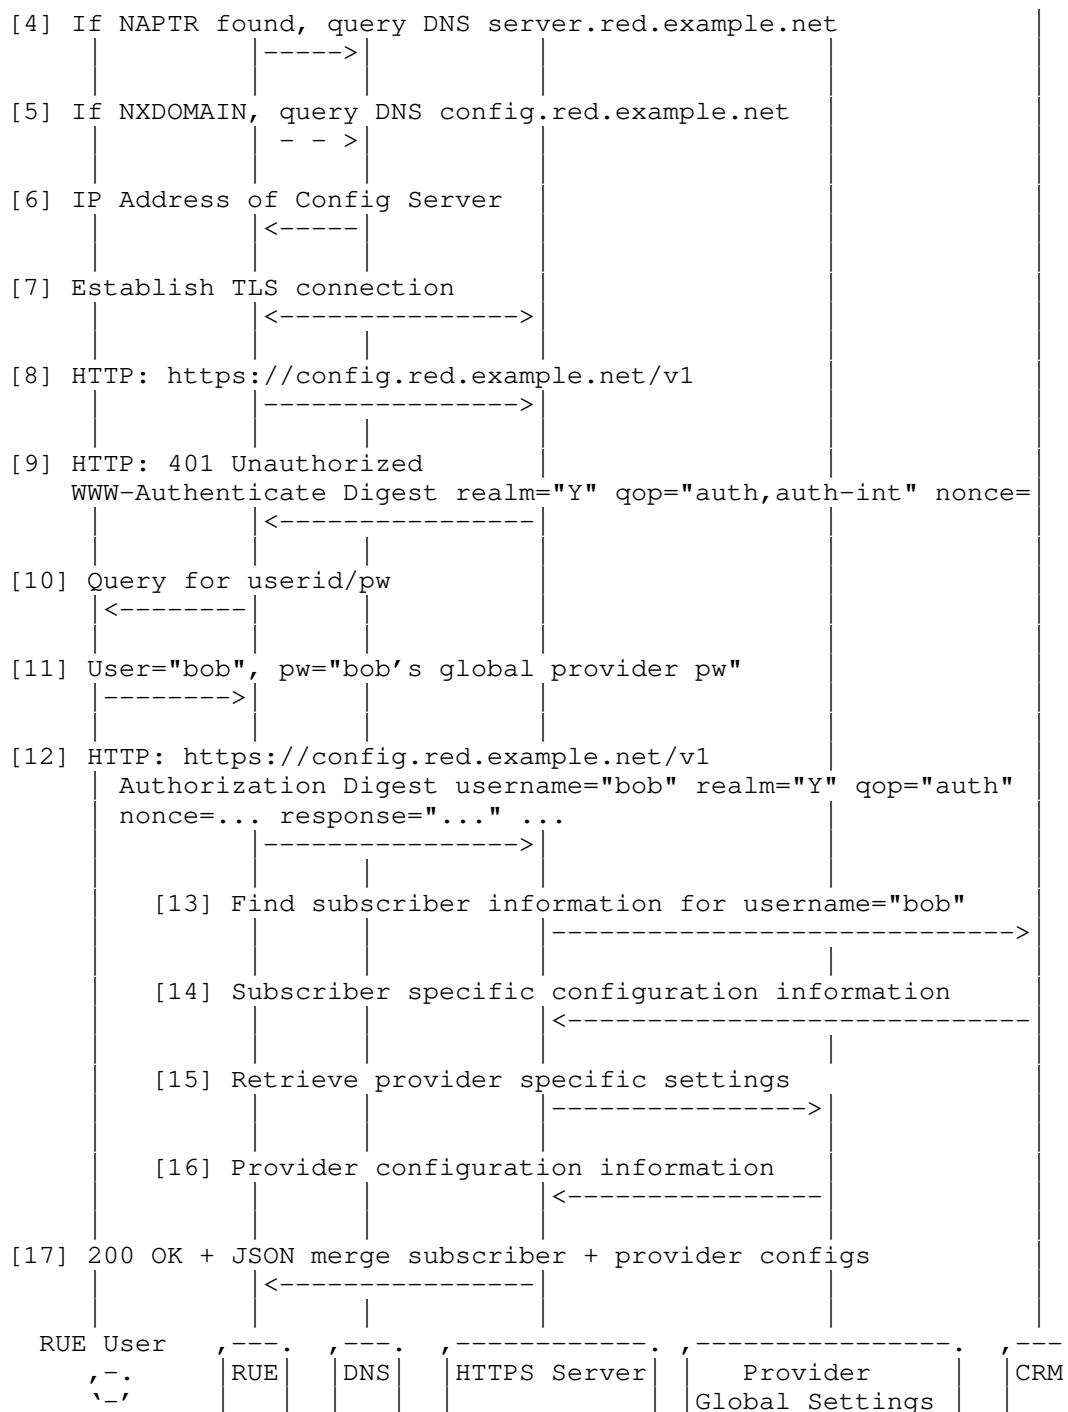 [4] If NAPTR found, query DNS server.red.example.net
[5] If NXDOMAIN, query DNS config.red.example.net
[6] IP Address of Config Server
[7] Establish TLS connection
[8] HTTP: https://config.red.example.net/v1
[9] HTTP: 401 Unauthorized
WWW-Authenticate Digest realm="Y" qop="auth,auth-int" nonce=
[10] Query for userid/pw
[11] User="bob", pw="bob’s global provider pw"
[12] HTTP: https://config.red.example.net/v1
Authorization Digest username="bob" realm="Y" qop="auth"
nonce=... response="..." ...
[13] Find subscriber information for username="bob"
[14] Subscriber specific configuration information
[15] Retrieve provider specific settings
[16] Provider configuration information
[17] 200 OK + JSON merge subscriber + provider configs
RUE User
RUE DNS HTTPS Server Provider CRM
Global Settings